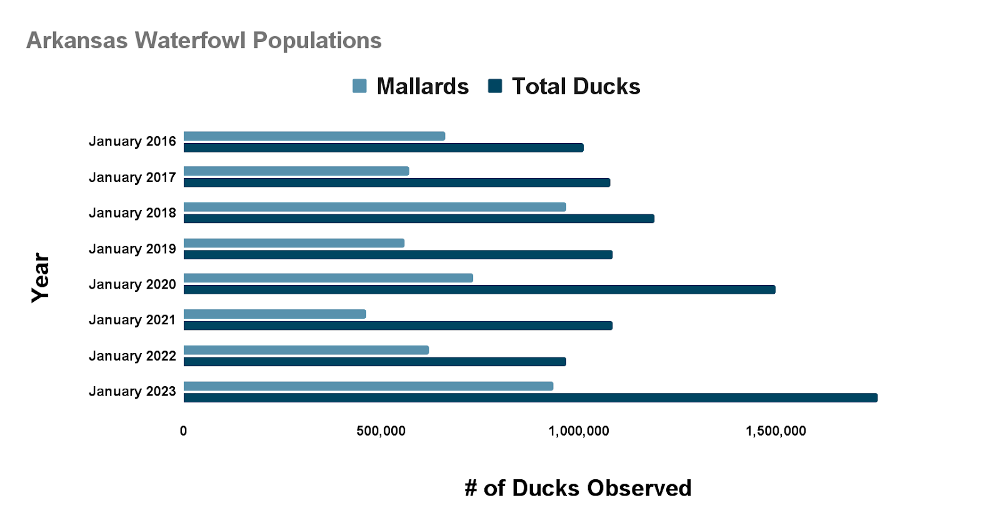 Arkansas Waterfowl Populations
Mallards Total Ducks
January 2016
January 2017
January 2018
January 2019
January 2020
January 2021
January 2022
January 2023
Year
0 500,000 1,000,000 1,500,000
# of Ducks Observed